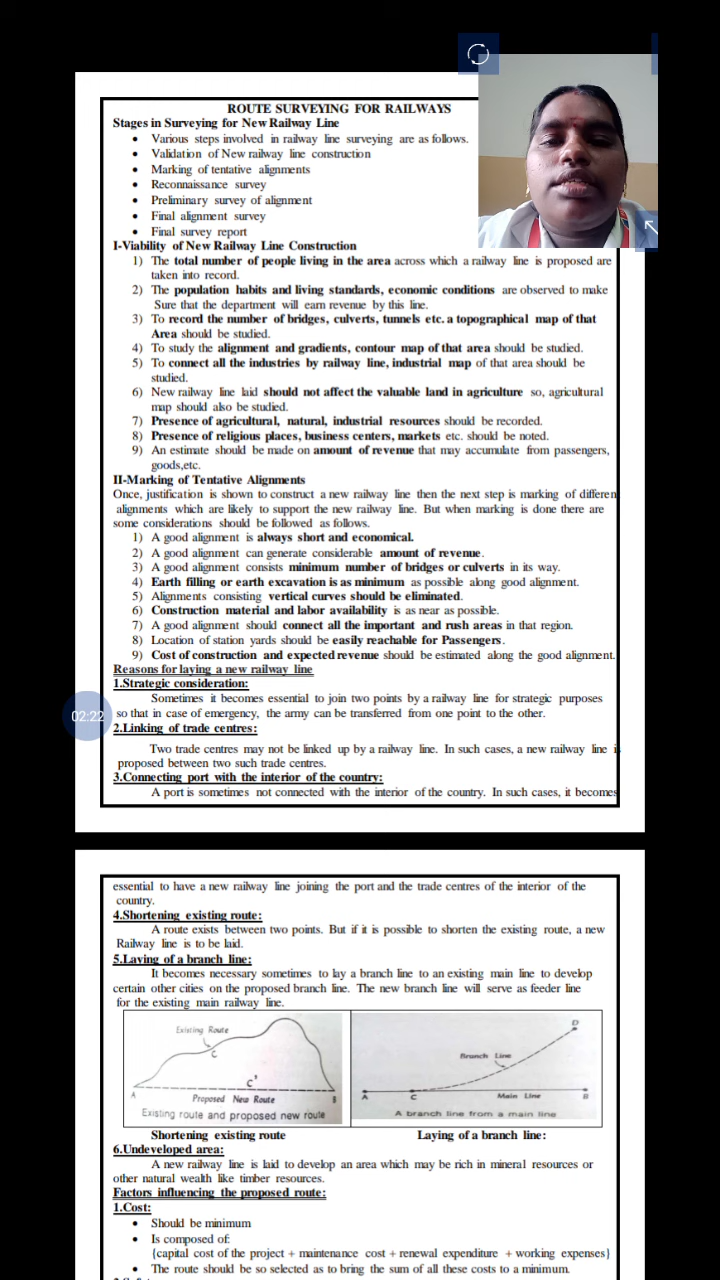 ROUTE SURVEYING FOR RAILWAYS
Stages in Surveying for New Railway Line
• Various steps involved in railway line surveying are as follows.
• Validation of New railway line construction
• Marking of tentative alignments
• Reconnaissance survey
• Preliminary survey of alignment
• Final alignment survey
• Final survey report
I-Viability of New Railway Line Construction
1) The total number of people living in the area across which a railway line is proposed are
taken into record.
2) The population habits and living standards, economic conditions are observed to make
Sure that the department will earn revenue by this line.
3) To record the number of bridges, culverts, tunnels etc. a topographical map of that
Area should be studied.
4) To study the alignment and gradients, contour map of that area should be studied.
5) To connect all the industries by railway line, industrial map of that area should be
studied.
6) New railway line laid should not affect the valuable land in agriculture so, agricultural
map should also be studied.
7) Presence of agricultural, natural, industrial resources should be recorded.
8) Presence of religious places, business centers, markets etc. should be noted.
9) An estimate should be made on amount of revenue that may accumulate from passengers,
goods,etc.
II-Marking of Tentative Alignments
Once, justification is shown to construct a new railway line then the next step is marking of differen
alignments which are likely to support the new railway line. But when marking is done there are
some considerations should be followed as follows.
1) A good alignment is always short and economical.
2) A good alignment can generate considerable amount of revenue.
3) A good alignment consists minimum number of bridges or culverts in its way.
4) Earth filling or earth excavation is as minimum as possible along good alignment.
5) Alignments consisting vertical curves should be eliminated.
6) Construction material and labor availability is as near as possible.
7) A good alignment should connect all the important and rush areas in that region.
8) Location of station yards should be easily reachable for Passengers.
9) Cost of construction and expected revenue should be estimated along the good alignment.
Reasons for laying a new railway line
1.Strategic consideration:
Sometimes it becomes essential to join two points by a railway line for strategic purposes
02:22
so that in case of emergency, the army can be transferred from one point to the other.
2.Linking of trade centres:
Two trade centres may not be linked up by a railway line. In such cases, a new railway line i
proposed between two such trade centres.
3.Connecting port with the interior of the country:
A port is sometimes not connected with the interior of the country. In such cases, it becomes
essential to have a new railway line joining the port and the trade centres of the interior of the
country.
4.Shortening existing route:
A route exists between two points. But if it is possible to shorten the existing route, a new
Railway line is to be laid.
5.Laying of a branch line:
It becomes necessary sometimes to lay a branch line to an existing main line to develop
certain other cities on the proposed branch line. The new branch line will serve as feeder line
for the existing main railway line.
Existing Route
C
C'
A
B
Proposed New Route
Existing route and proposed new route
D
Branch Line
A
C
Main Line
B
A branch line from a main line
Shortening existing route
Laying of a branch line:
6.Undeveloped area:
A new railway line is laid to develop an area which may be rich in mineral resources or
other natural wealth like timber resources.
Factors influencing the proposed route:
1.Cost:
• Should be minimum
• Is composed of:
{capital cost of the project + maintenance cost + renewal expenditure + working expenses}
• The route should be so selected as to bring the sum of all these costs to a minimum.